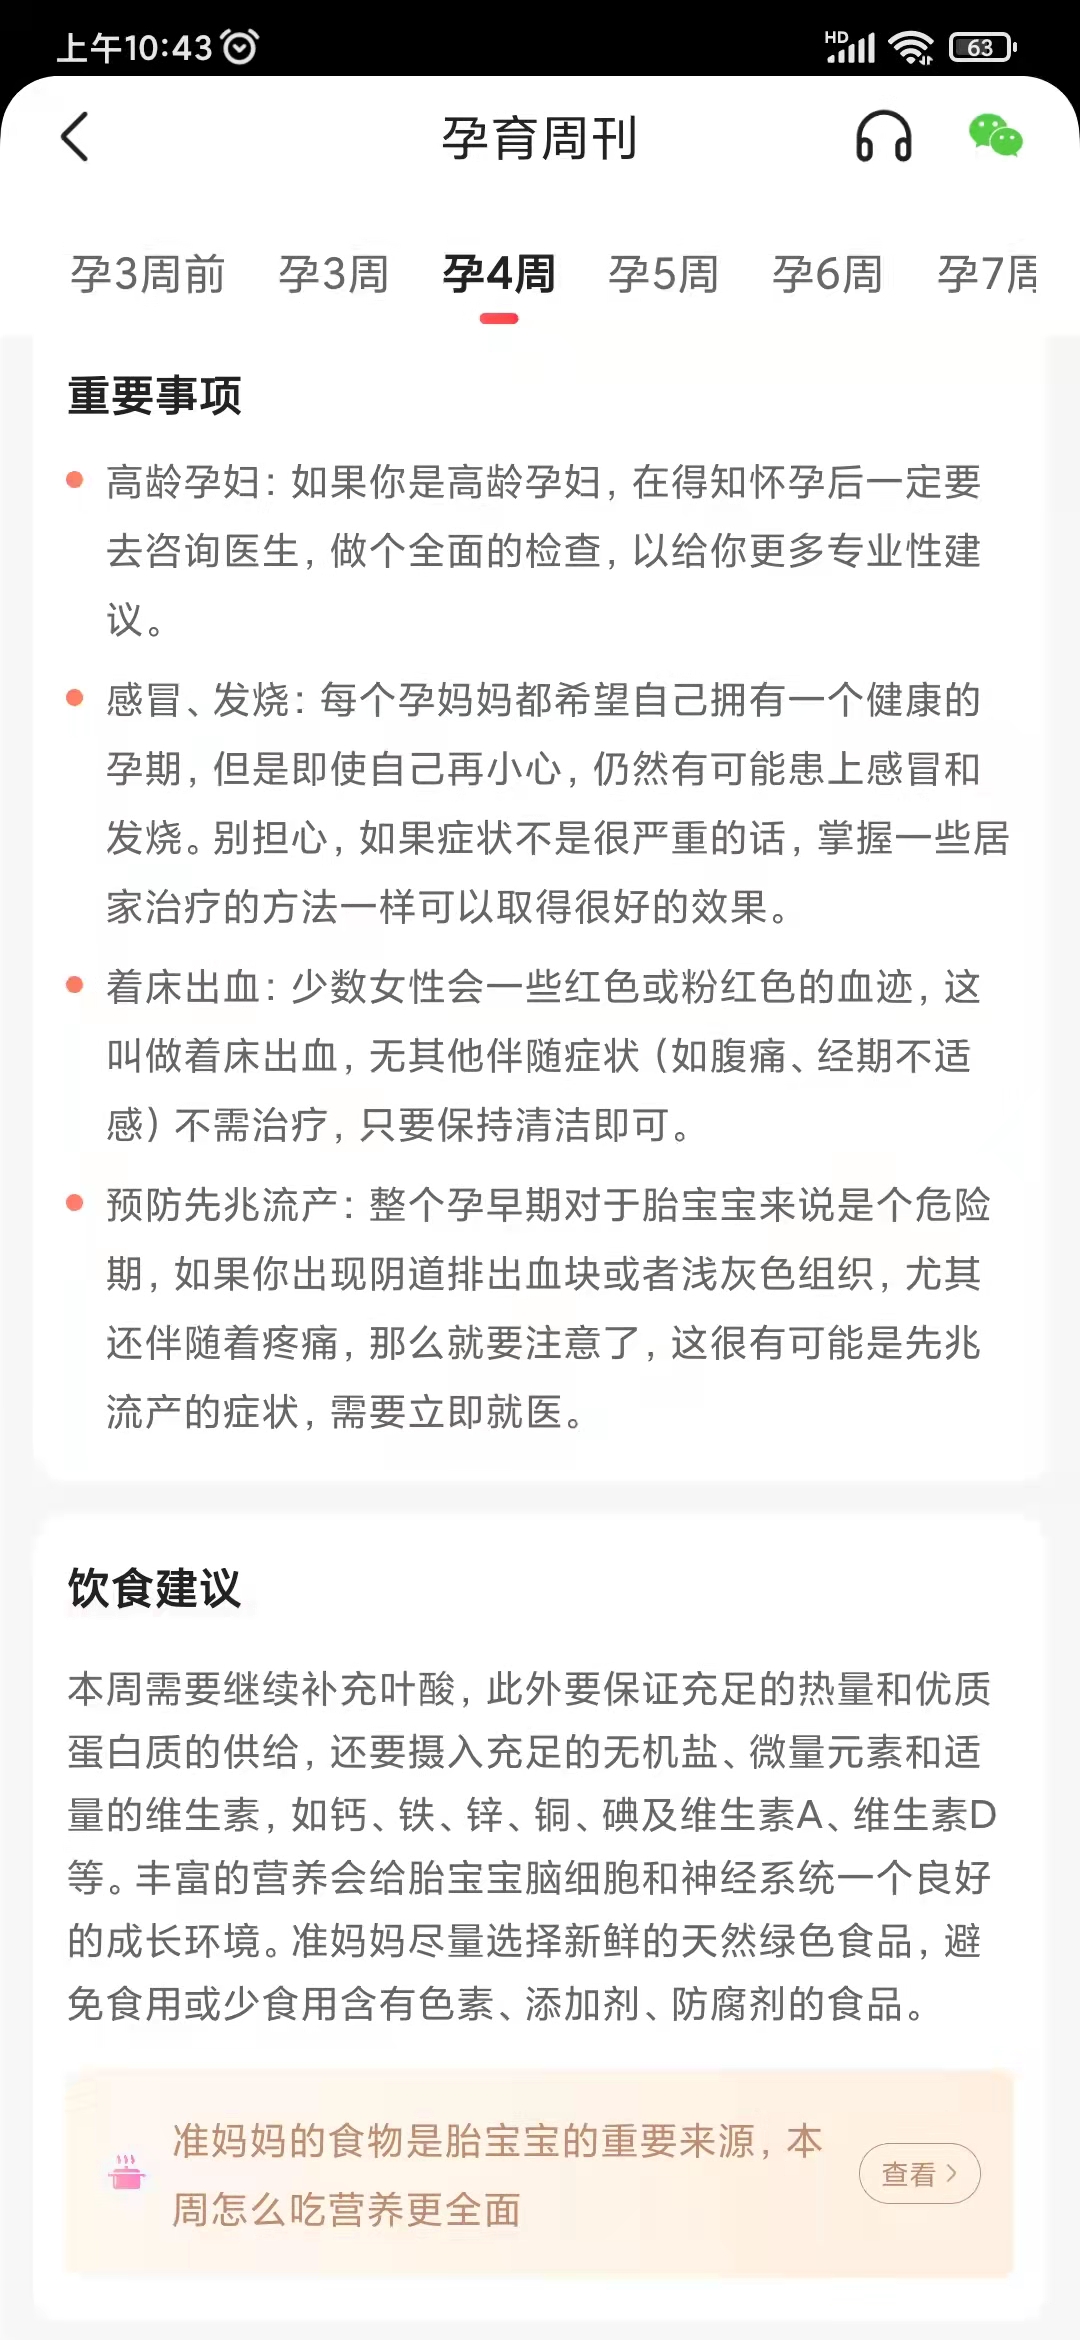 上午10:43
HD
63
孕育周刊
孕3周前 孕3周 孕4周 孕5周 孕6周 孕7周
重要事项
高龄孕妇：如果你是高龄孕妇，在得知怀孕后一定要
去咨询医生，做个全面的检查，以给你更多专业性建
议。
感冒、发烧：每个孕妈妈都希望自己拥有一个健康的
孕期，但是即使自己再小心，仍然有可能患上感冒和
发烧。别担心，如果症状不是很严重的话，掌握一些居
家治疗的方法一样可以取得很好的效果。
着床出血：少数女性会一些红色或粉红色的血迹，这
叫做着床出血，无其他伴随症状（如腹痛、经期不适
感）不需治疗，只要保持清洁即可。
预防先兆流产：整个孕早期对于胎宝宝来说是个危险
期，如果你出现阴道排出血块或者浅灰色组织，尤其
还伴随着疼痛，那么就要注意了，这很有可能是先兆
流产的症状，需要立即就医。
饮食建议
本周需要继续补充叶酸，此外要保证充足的热量和优质
蛋白质的供给，还要摄入充足的无机盐、微量元素和适
量的维生素，如钙、铁、锌、铜、碘及维生素A、维生素D
等。丰富的营养会给胎宝宝脑细胞和神经系统一个良好
的成长环境。准妈妈尽量选择新鲜的天然绿色食品，避
免食用或少食用含有色素、添加剂、防腐剂的食品。
准妈妈的食物是胎宝宝的重要来源，本
周怎么吃营养更全面
查看